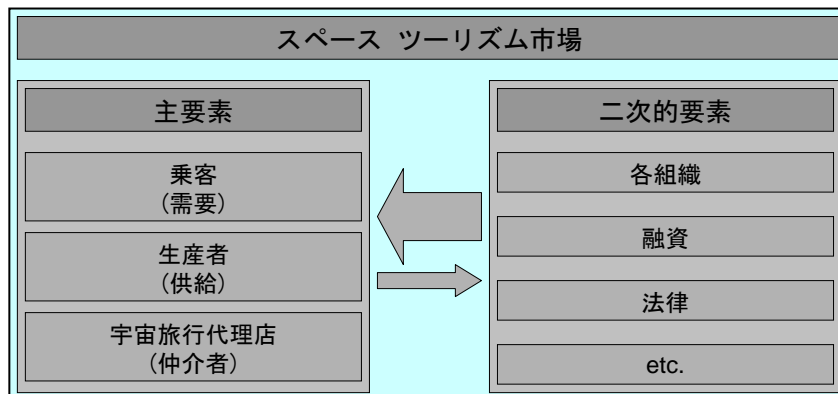 スペース ツーリズム市場
主要素
乗客
(需要)
生産者
(供給)
宇宙旅行代理店
(仲介者)
二次的要素
各組織
融資
法律
etc.